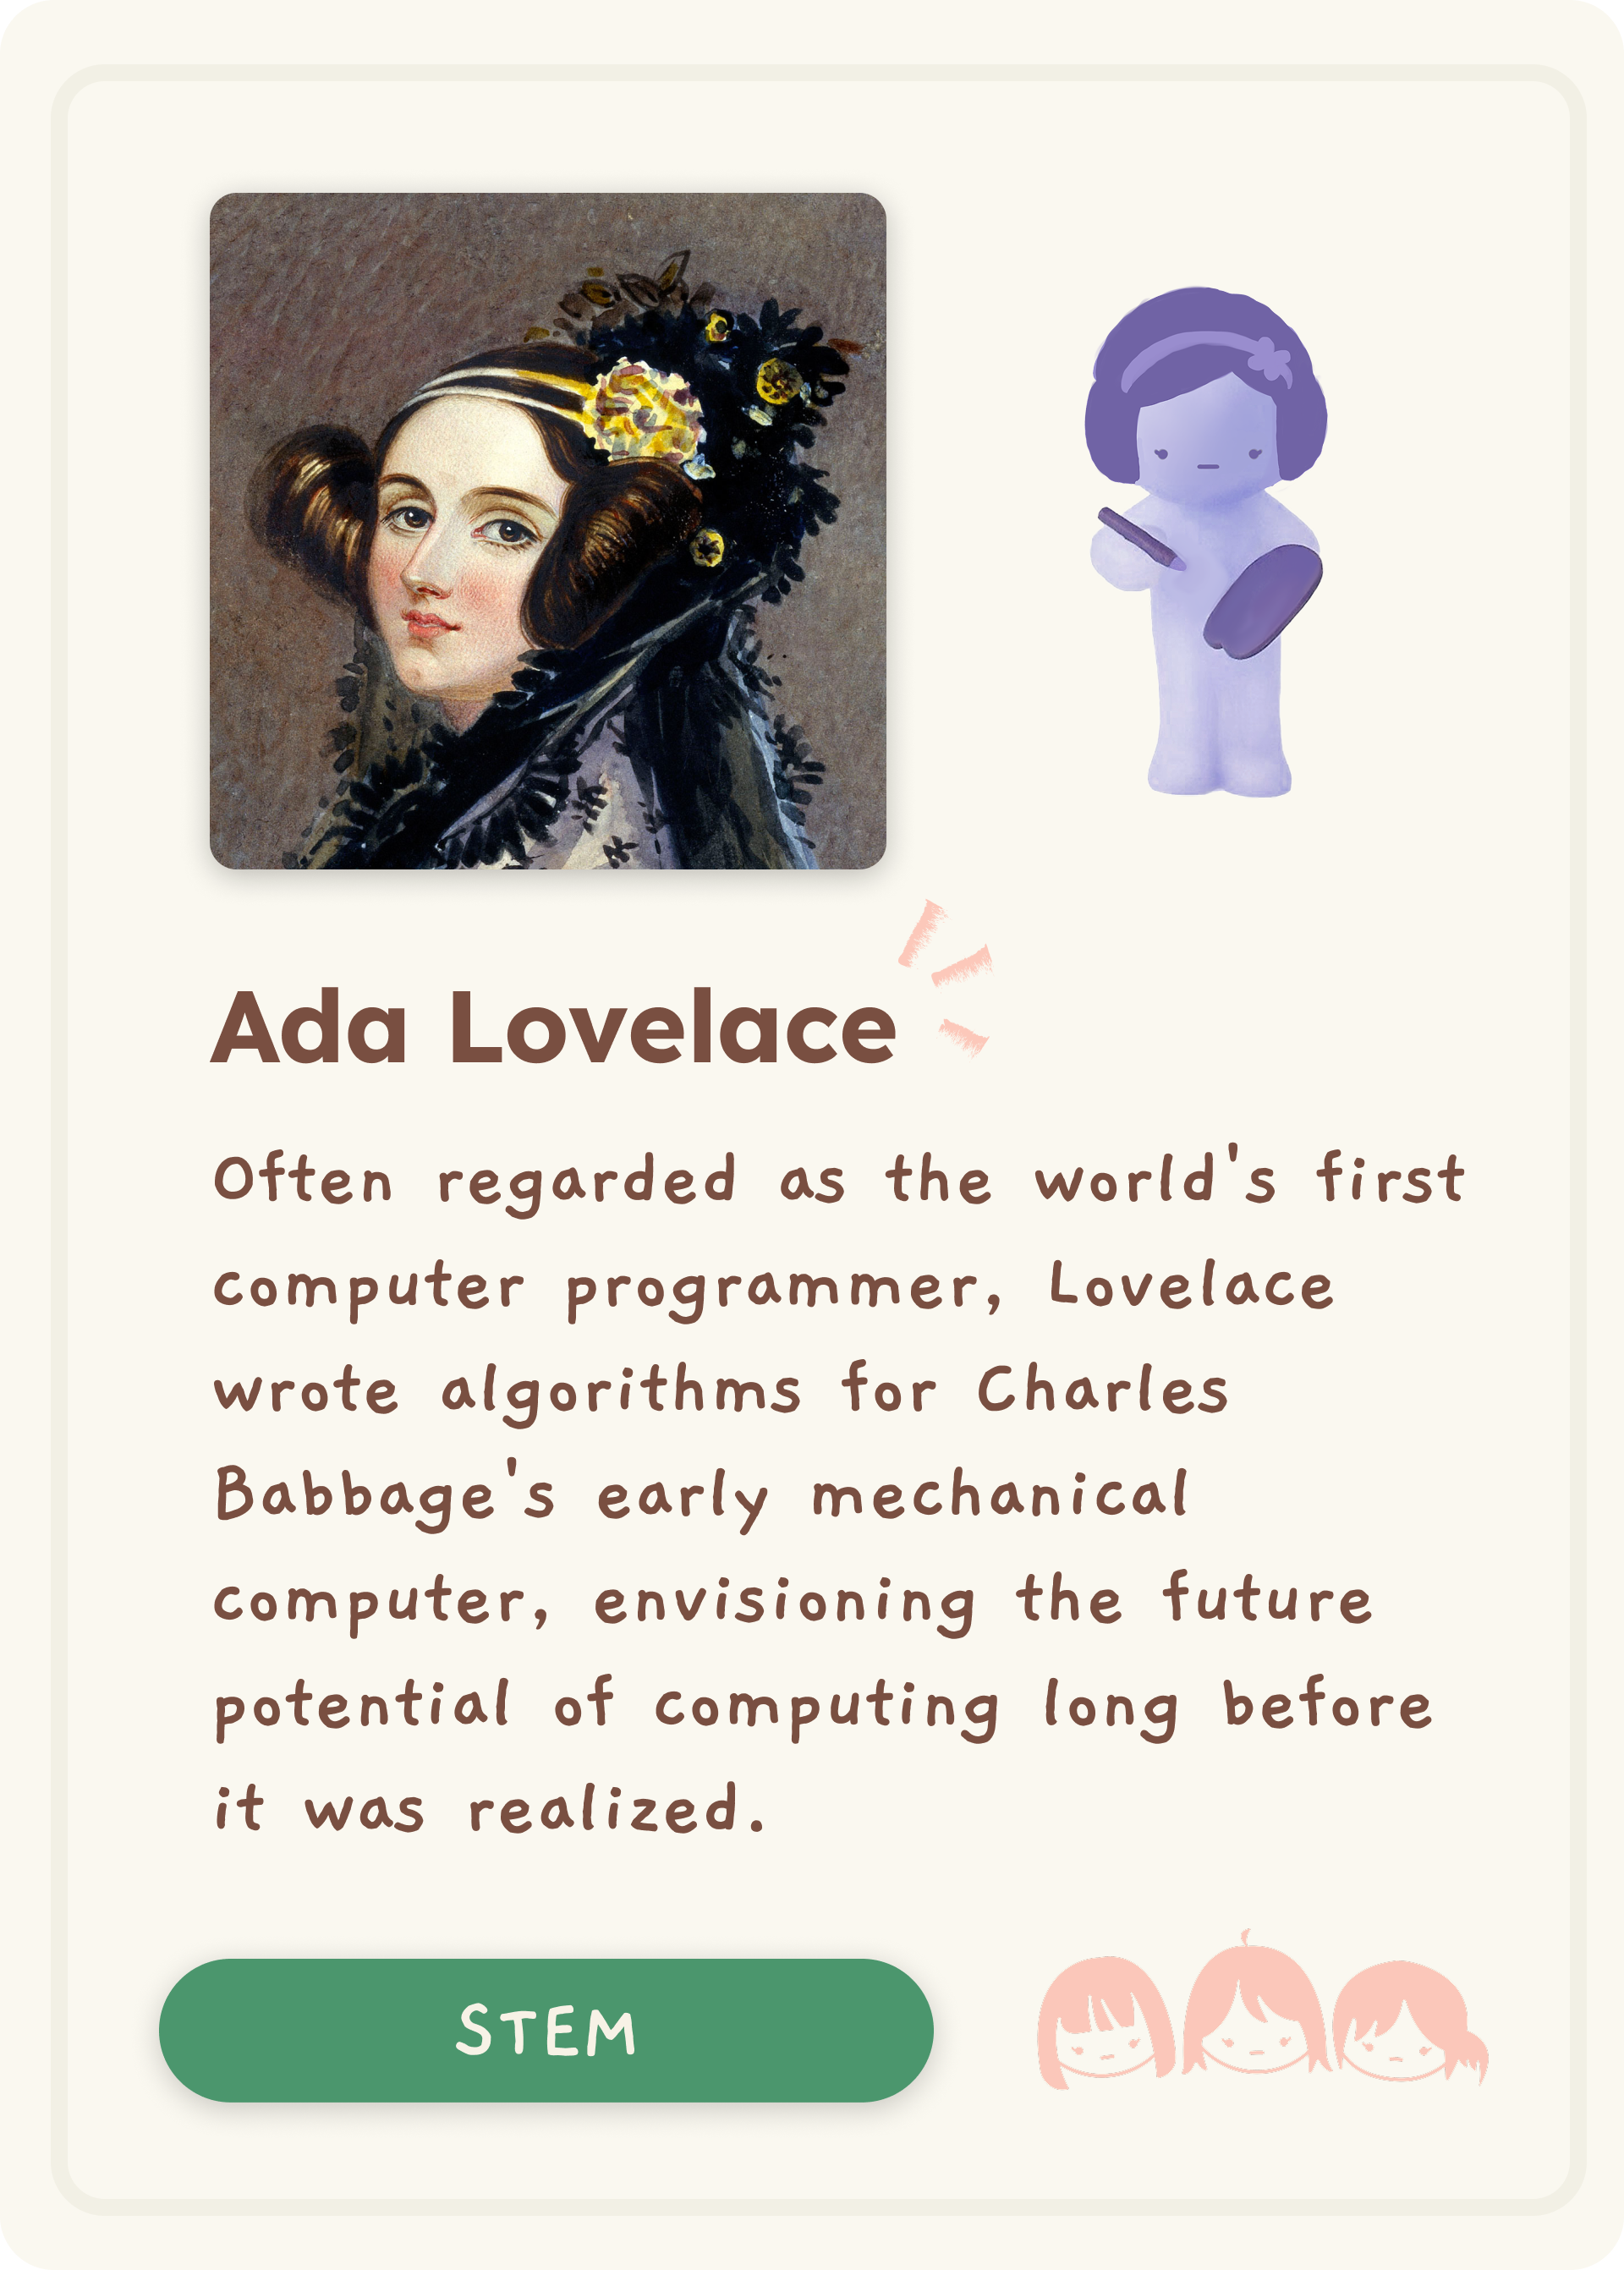 Ada Lovelace
Often regarded as the world's first
computer programmer, Lovelace
wrote algorithms for Charles
Babbage's early mechanical
computer, envisioning the future
potential of computing long before
it was realized.
STEM